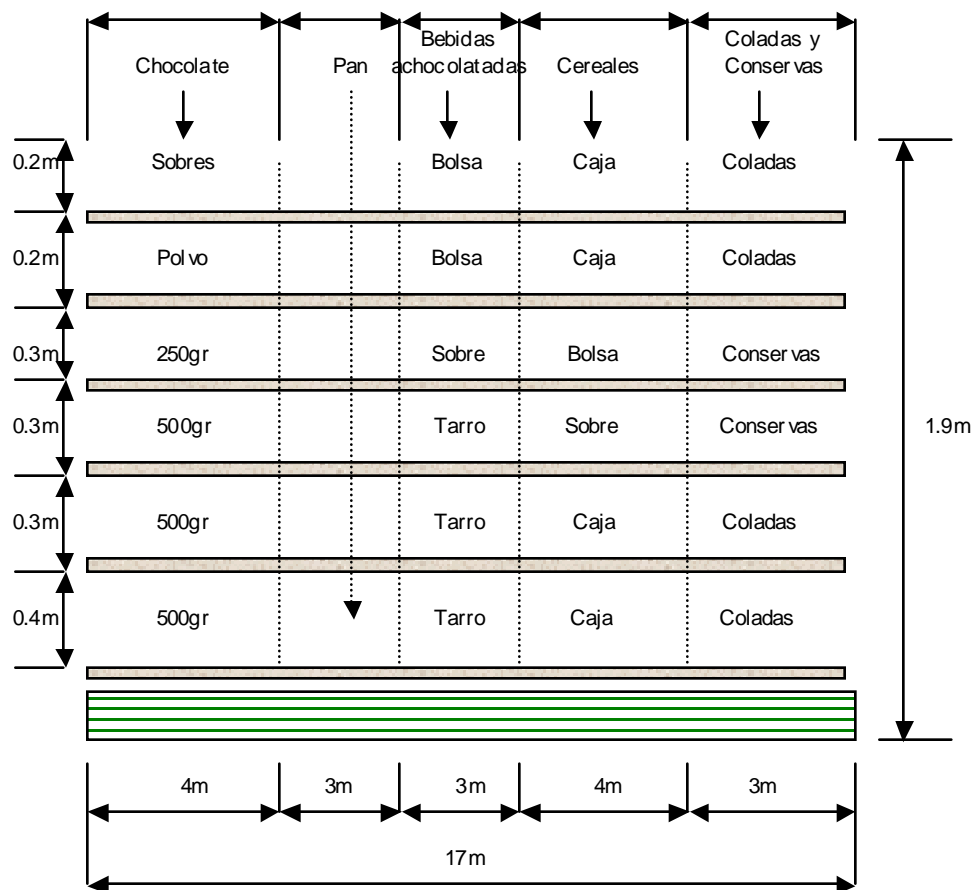 Chocolate
Pan
Bebidas
achocolatadas
Cereales
Coladas y
Conservas
0.2m
Sobres
Bolsa
Caja
Coladas
0.2m
Polvo
Bolsa
Caja
Coladas
0.3m
250gr
Sobre
Bolsa
Conservas
0.3m
500gr
Tarro
Sobre
Conservas
1.9m
0.3m
500gr
Tarro
Caja
Coladas
0.4m
500gr
Tarro
Caja
Coladas
4m
3m
3m
4m
3m
17m